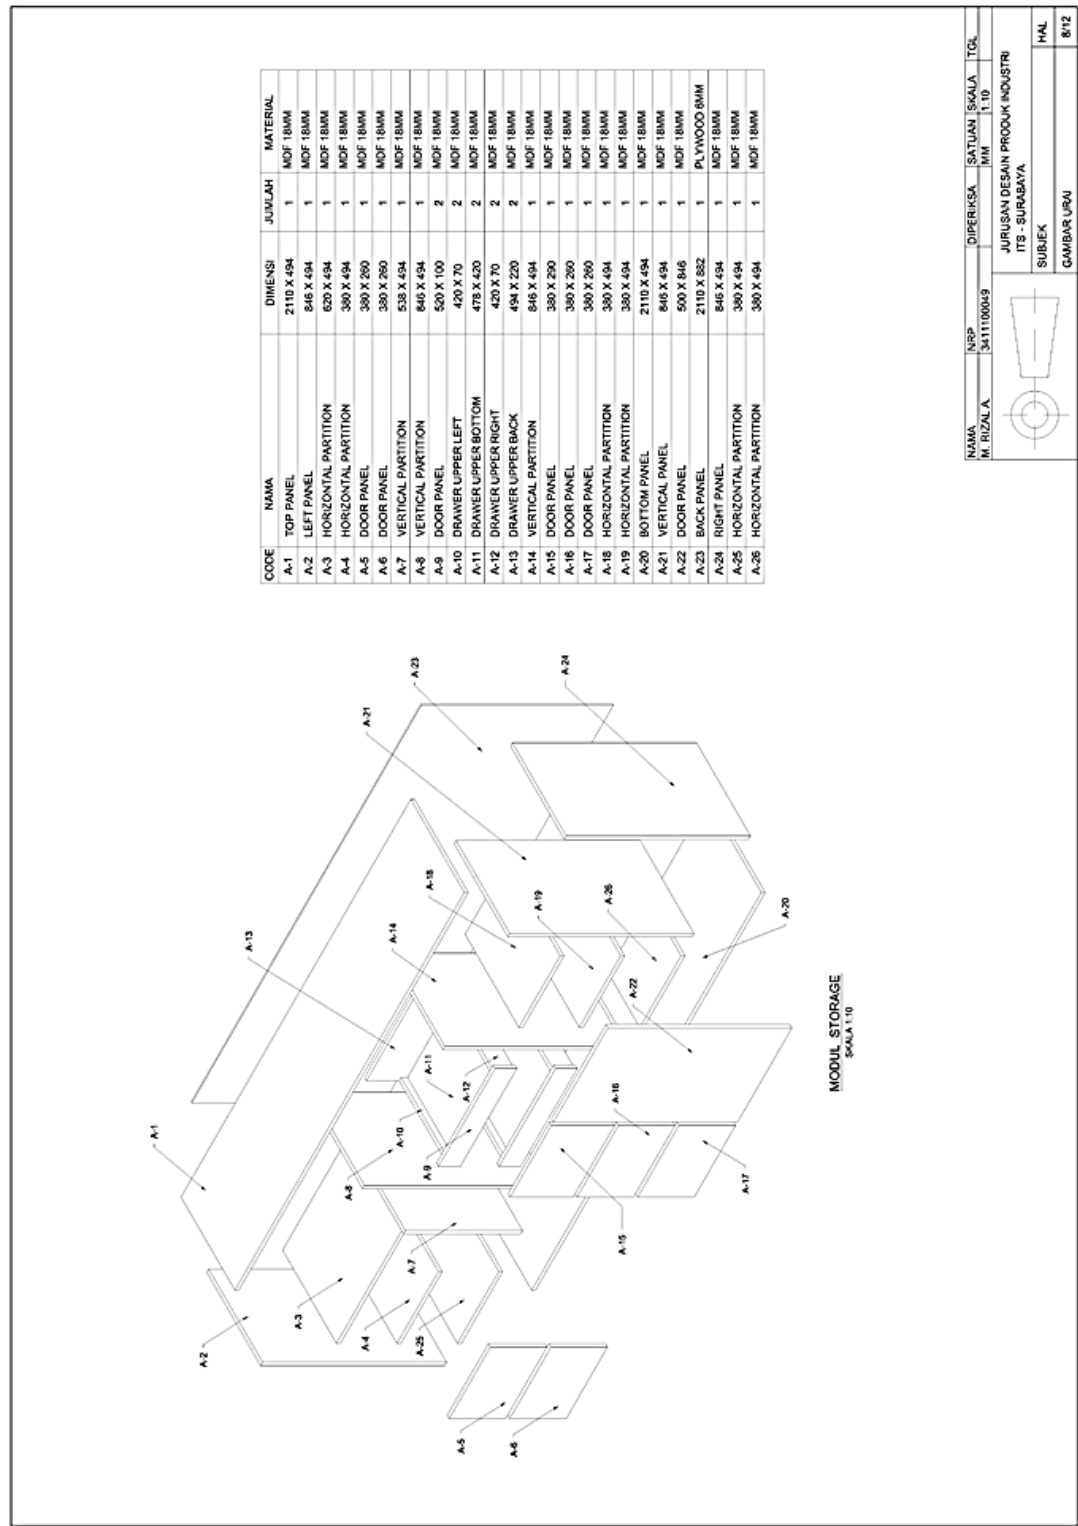 CODE NAMA DIMENSI JUMLAH MATERIAL
A-1 TOP PANEL 2110 X 494 1 MDF 18MM
A-2 LEFT PANEL 846 X 494 1 MDF 18MM
A-3 HORIZONTAL PARTITION 620 X 494 1 MDF 18MM
A-4 HORIZONTAL PARTITION 380 X 494 1 MDF 18MM
A-5 DOOR PANEL 380 X 260 1 MDF 18MM
A-6 DOOR PANEL 380 X 260 1 MDF 18MM
A-7 VERTICAL PARTITION 538 X 494 1 MDF 18MM
A-8 VERTICAL PARTITION 846 X 494 1 MDF 18MM
A-9 DOOR PANEL 520 X 100 2 MDF 18MM
A-10 DRAWER UPPER LEFT 420 X 70 2 MDF 18MM
A-11 DRAWER UPPER BOTTOM 478 X 420 2 MDF 18MM
A-12 DRAWER UPPER RIGHT 420 X 70 2 MDF 18MM
A-13 DRAWER UPPER BACK 494 X 220 2 MDF 18MM
A-14 VERTICAL PARTITION 846 X 494 1 MDF 18MM
A-15 DOOR PANEL 380 X 290 1 MDF 18MM
A-16 DOOR PANEL 380 X 260 1 MDF 18MM
A-17 DOOR PANEL 380 X 260 1 MDF 18MM
A-18 HORIZONTAL PARTITION 380 X 494 1 MDF 18MM
A-19 HORIZONTAL PARTITION 380 X 494 1 MDF 18MM
A-20 BOTTOM PANEL 2110 X 494 1 MDF 18MM
A-21 VERTICAL PANEL 846 X 494 1 MDF 18MM
A-22 DOOR PANEL 500 X 846 1 MDF 18MM
A-23 BACK PANEL 2110 X 882 1 PLYWOOD 6MM
A-24 RIGHT PANEL 846 X 494 1 MDF 18MM
A-25 HORIZONTAL PARTITION 380 X 494 1 MDF 18MM
A-26 HORIZONTAL PARTITION 380 X 494 1 MDF 18MM
A-1
A-2
A-3
A-4
A-25
A-5
A-6
A-7
A-8
A-9
A-10
A-11
A-12
A-13
A-14
A-15
A-16
A-17
A-18
A-19
A-26
A-20
A-21
A-22
A-23
A-24
MODUL STORAGE
SKALA 1:10
NAMA NRP DIPERIKSA SATUAN SKALA TGL
M. RIZAL A. 3411100049 MM 1:10
JURUSAN DESAIN PRODUK INDUSTRI
ITS - SURABAYA
SUBJEK HAL
GAMBAR URAI 8/12